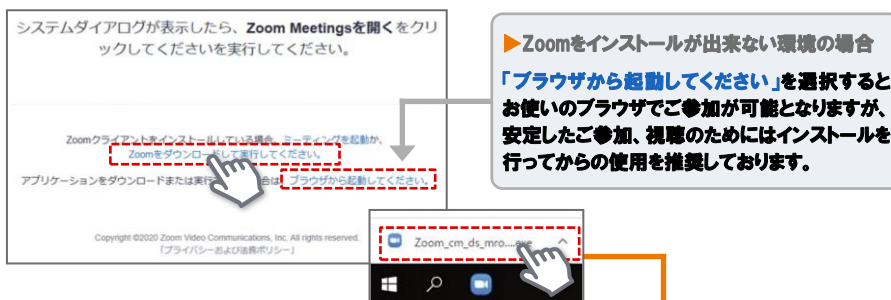 システムダイアログが表示したら、Zoom Meetingsを開くをクリ
ックしてくださいを実行してください。
Zoomクライアントをインストールしている場合、ミーティングを起動か、
Zoomをダウンロードして実行してください。
アプリケーションをダウンロードまたは実行 合は ブラウザから起動してください。
Copyright ©2020 Zoom Video Communications, Inc. All rights reserved.
「プライバシーおよび法務ポリシー」
▶Zoomをインストールが出来ない環境の場合
「ブラウザから起動してください」を選択すると
お使いのブラウザでご参加が可能となりますが、
安定したご参加、視聴のためにはインストールを
行ってからの使用を推奨しております。
Zoom_cm_ds_mro....exe